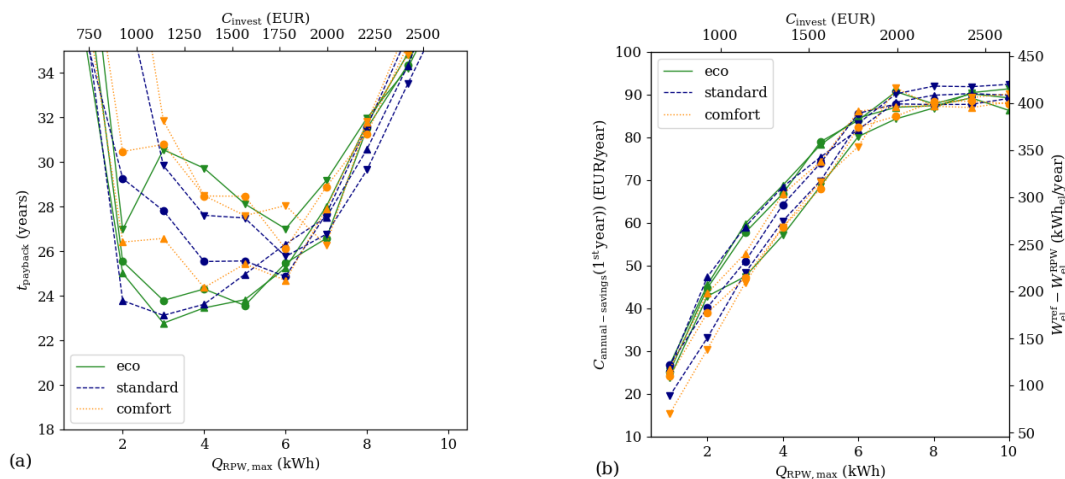 C_invest (EUR)
750 1000 1250 1500 1750 2000 2250 2500
34
32
30
28
26
24
22
20
18
t_payback (years)
eco
standard
comfort
2 4 6 8 10
Q_RPW, max (kWh)
(a)
C_invest (EUR)
1000 1500 2000 2500
100
90
80
70
60
50
40
30
20
10
C_annual−savings(1^st year)) (EUR/year)
eco
standard
comfort
450
400
350
300
250
200
150
100
50
W_el^ref − W_el^RPW (kWh_el/year)
2 4 6 8 10
Q_RPW, max (kWh)
(b)